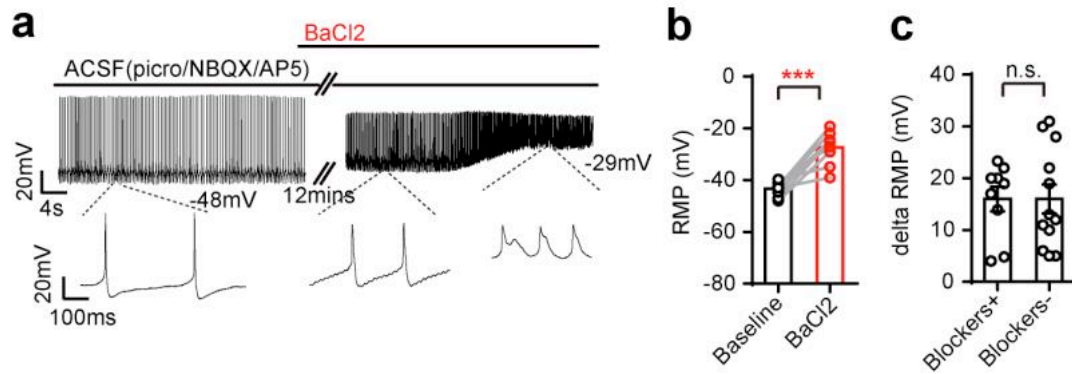 a
BaCl2
ACSF(picro/NBQX/AP5)
20mV
4s
-48mV
12mins
-29mV
20mV
100ms
b
***
0
-20
-40
-60
-80
RMP (mV)
Baseline
BaCl2
c
n.s.
40
30
20
10
0
delta RMP (mV)
Blockers+
Blockers-